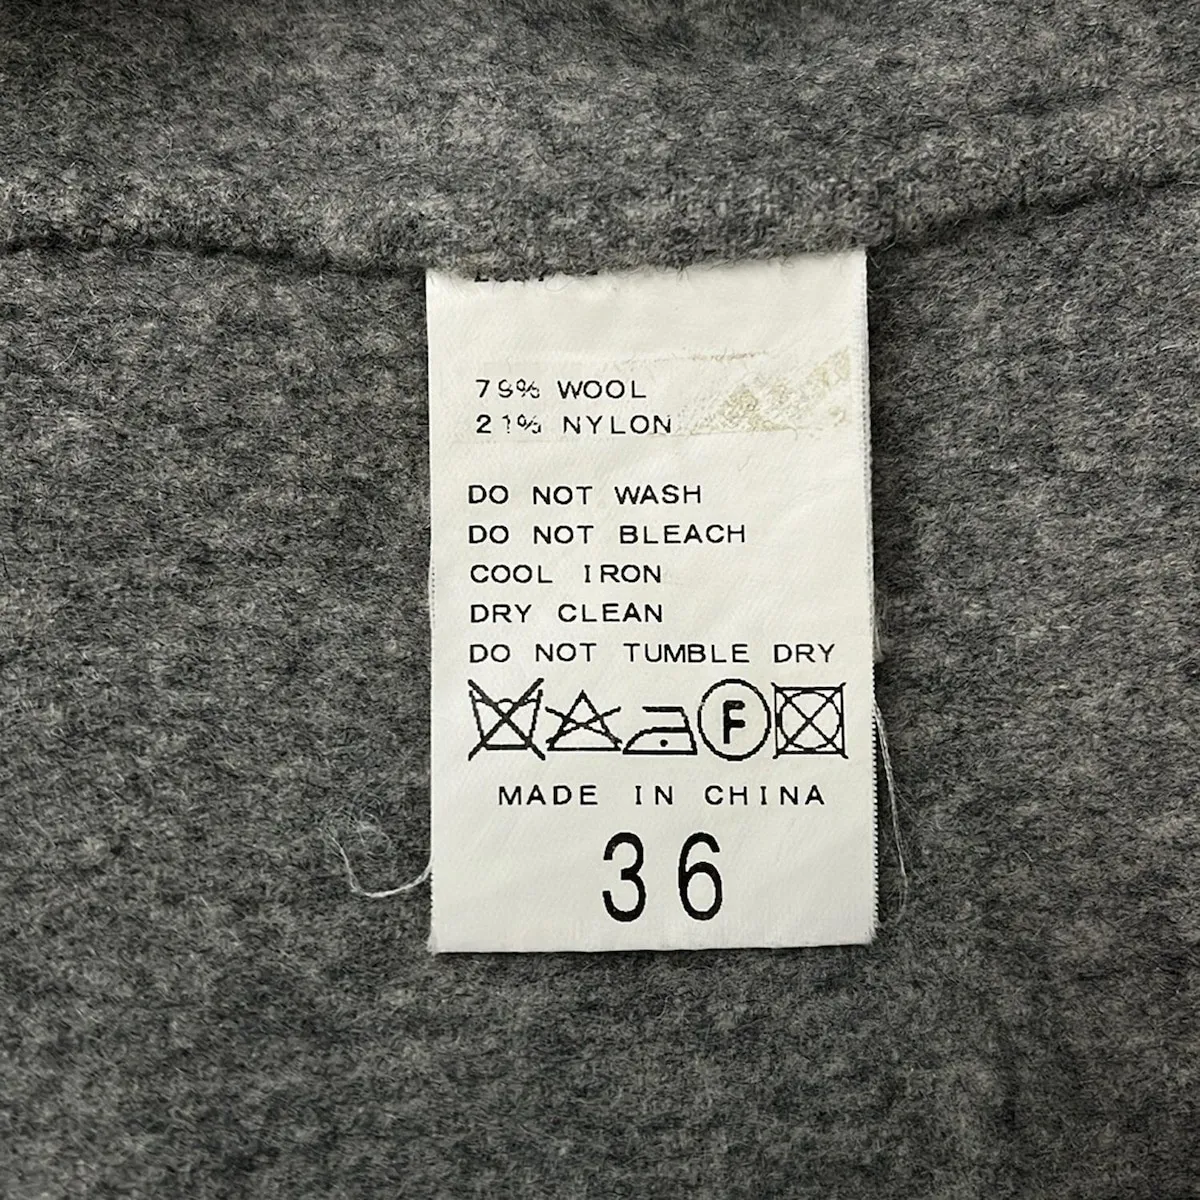 79% WOOL
21% NYLON
DO NOT WASH
DO NOT BLEACH
COOL IRON
DRY CLEAN
DO NOT TUMBLE DRY
F
MADE IN CHINA
36